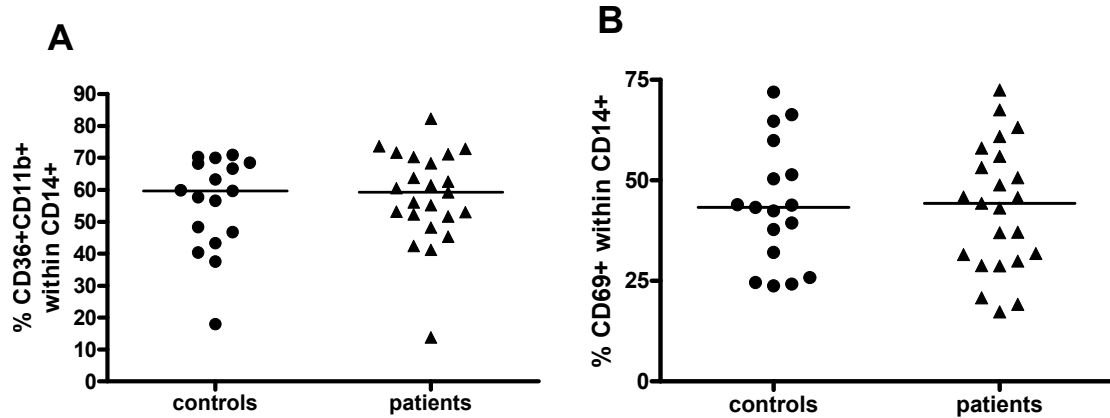 A
% CD36+CD11b+
within CD14+
90
80
70
60
50
40
30
20
10
0
controls
patients
B
% CD69+ within CD14+
75
50
25
0
controls
patients